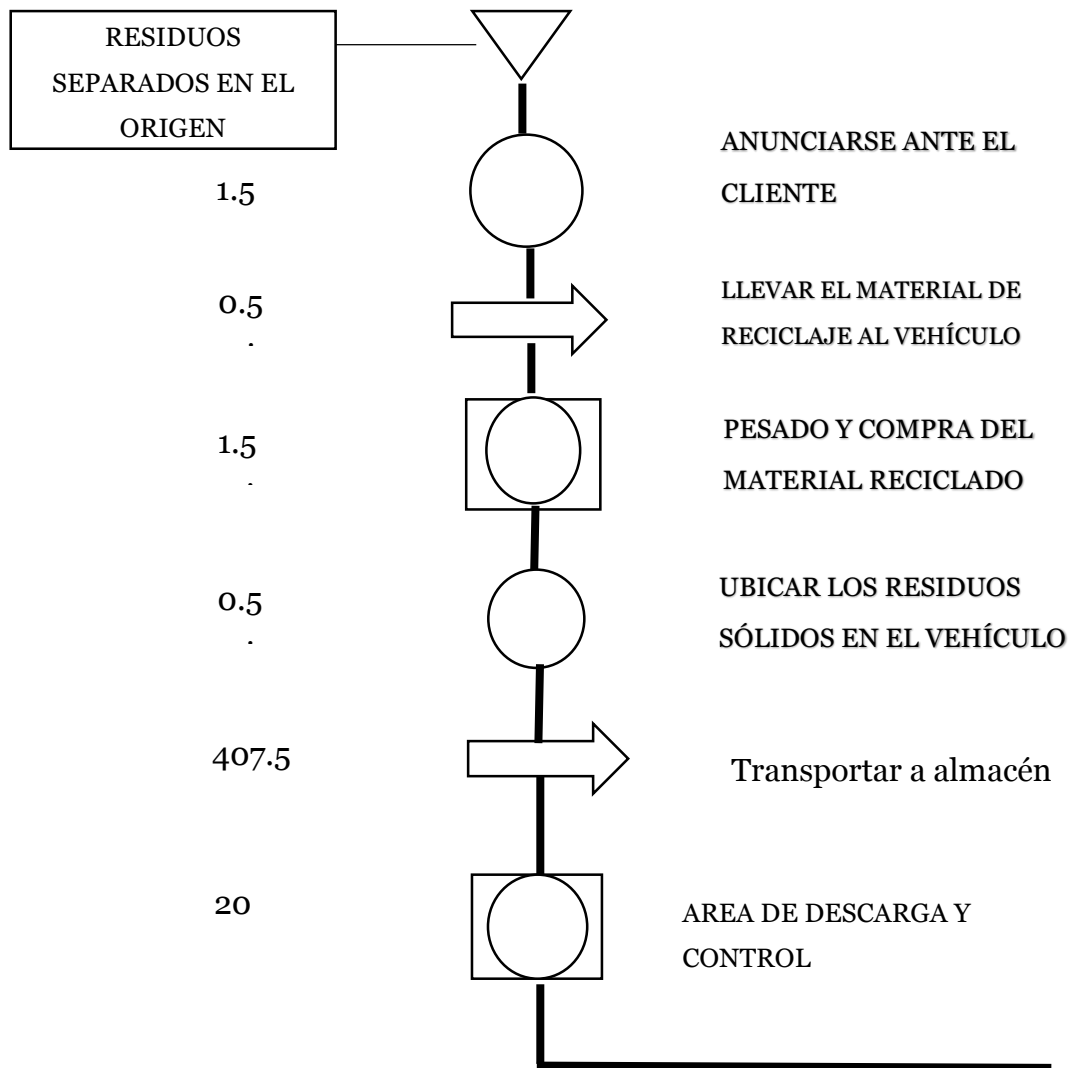 RESIDUOS
SEPARADOS EN EL
ORIGEN
ANUNCIARSE ANTE EL
CLIENTE
1.5
LLEVAR EL MATERIAL DE
RECICLAJE AL VEHÍCULO
0.5
.
PESADO Y COMPRA DEL
MATERIAL RECICLADO
1.5
.
UBICAR LOS RESIDUOS
SÓLIDOS EN EL VEHÍCULO
0.5
.
407.5
Transportar a almacén
20
AREA DE DESCARGA Y
CONTROL